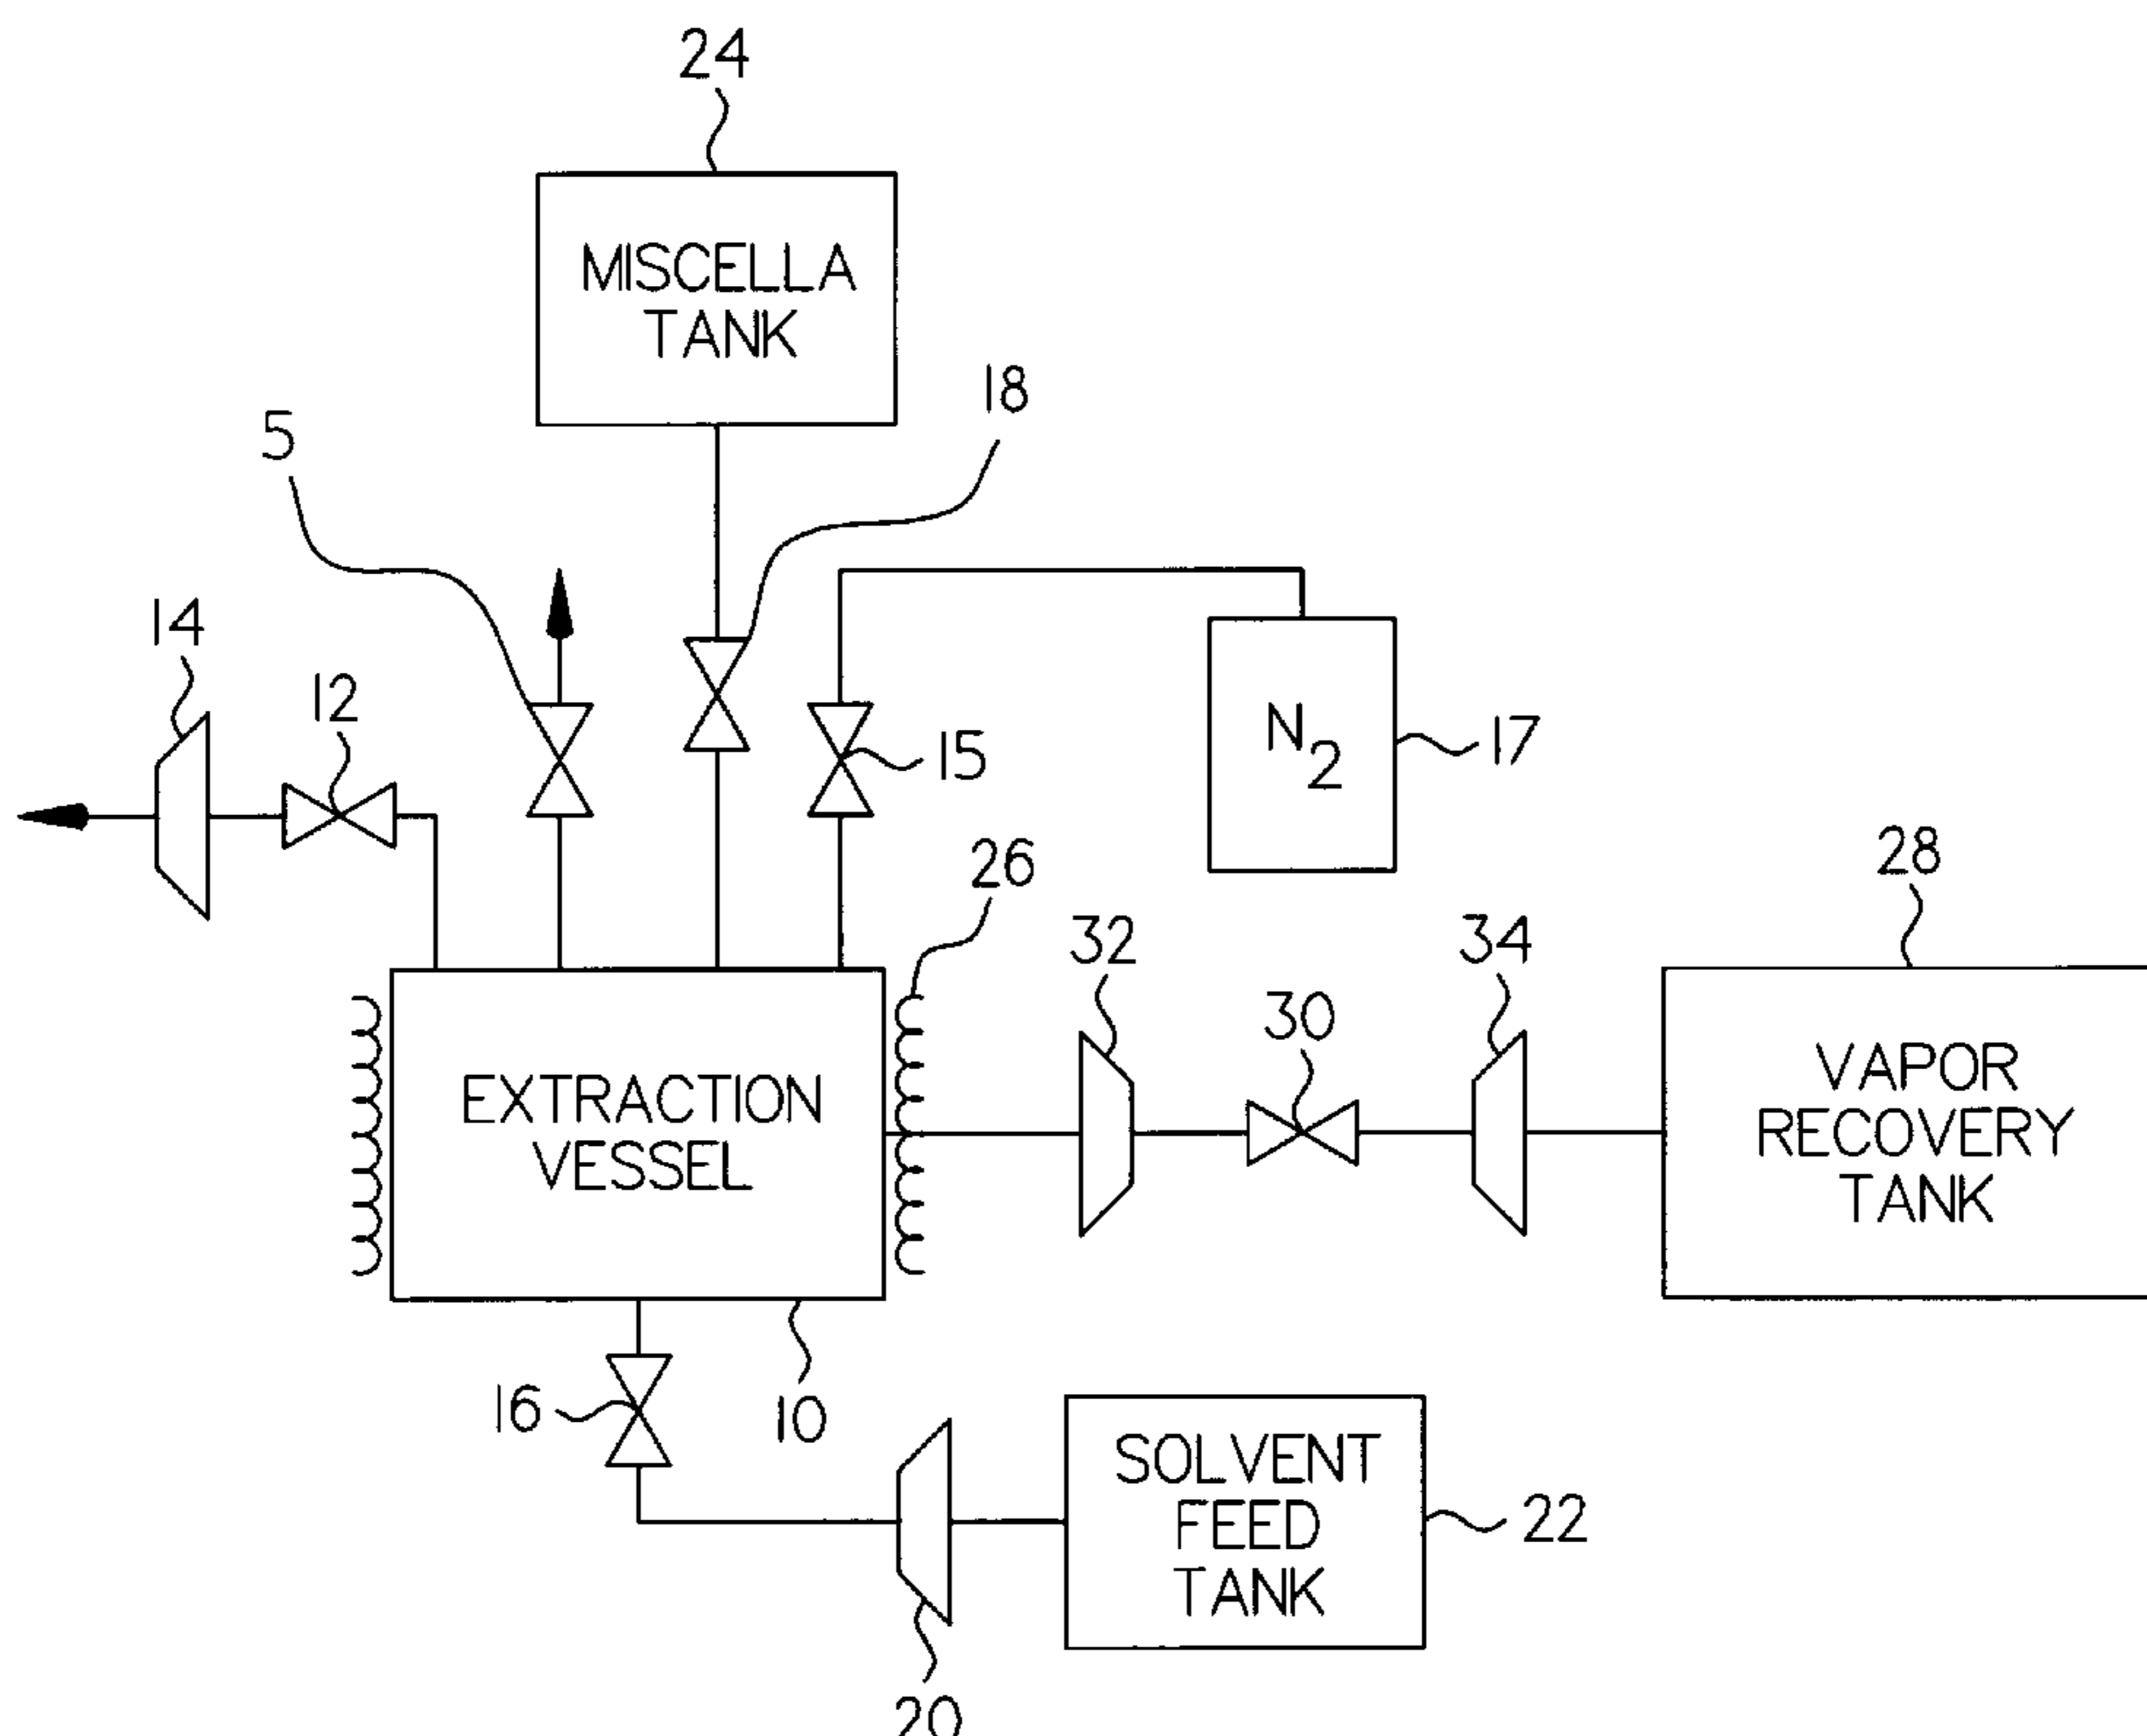 24
MISCELLA
TANK
18
5
14
12
15
N2
17
26
28
32
34
30
EXTRACTION
VESSEL
VAPOR
RECOVERY
TANK
16
10
SOLVENT
FEED
TANK
22
20